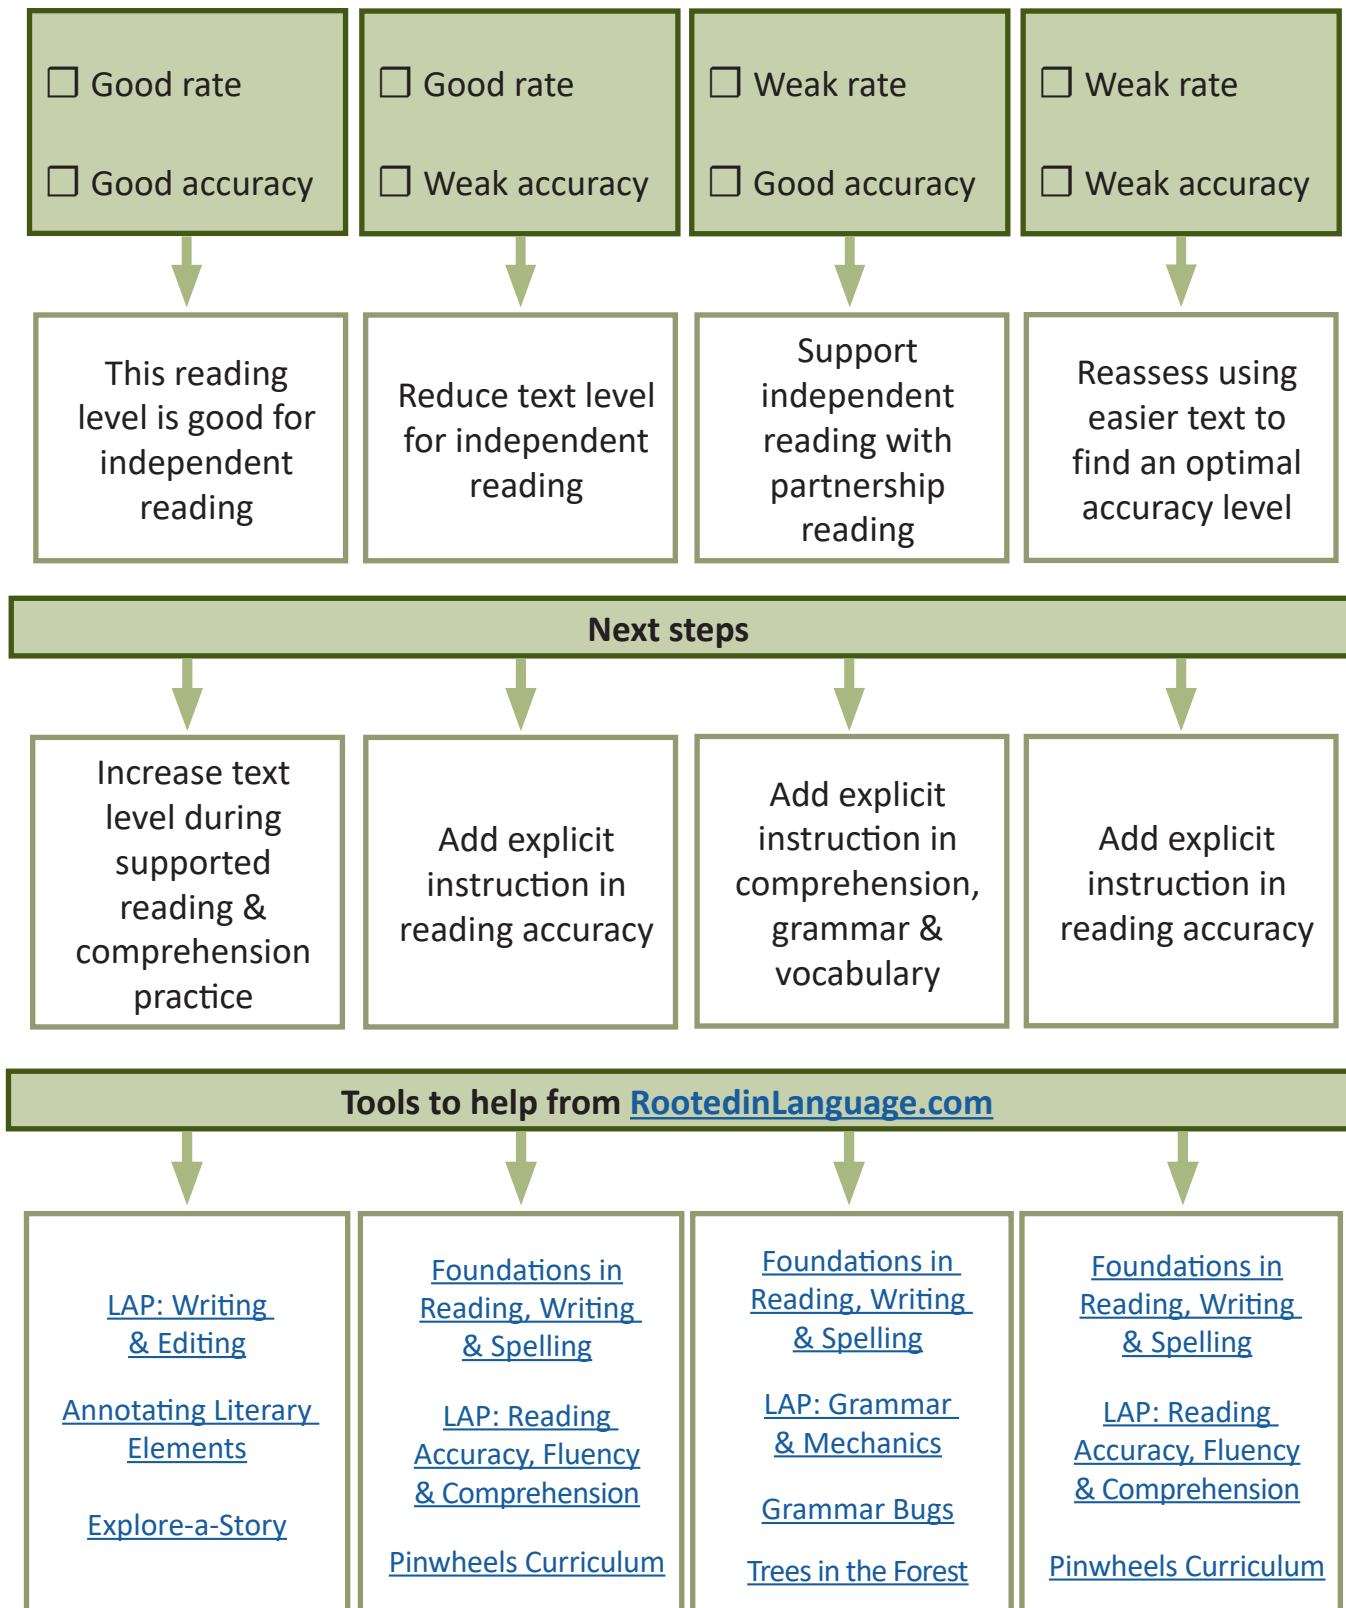 ❒ Good rate
❒ Good accuracy
❒ Good rate
❒ Weak accuracy
❒ Weak rate
❒ Good accuracy
❒ Weak rate
❒ Weak accuracy
This reading
level is good for
independent
reading
Reduce text level
for independent
reading
Support
independent
reading with
partnership
reading
Reassess using
easier text to
find an optimal
accuracy level
Next steps
Increase text
level during
supported
reading &
comprehension
practice
Add explicit
instruction in
reading accuracy
Add explicit
instruction in
comprehension,
grammar &
vocabulary
Add explicit
instruction in
reading accuracy
Tools to help from RootedinLanguage.com
LAP: Writing
& Editing
Annotating Literary
Elements
Explore-a-Story
Foundations in
Reading, Writing
& Spelling
LAP: Reading
Accuracy, Fluency
& Comprehension
Pinwheels Curriculum
Foundations in
Reading, Writing
& Spelling
LAP: Grammar
& Mechanics
Grammar Bugs
Trees in the Forest
Foundations in
Reading, Writing
& Spelling
LAP: Reading
Accuracy, Fluency
& Comprehension
Pinwheels Curriculum